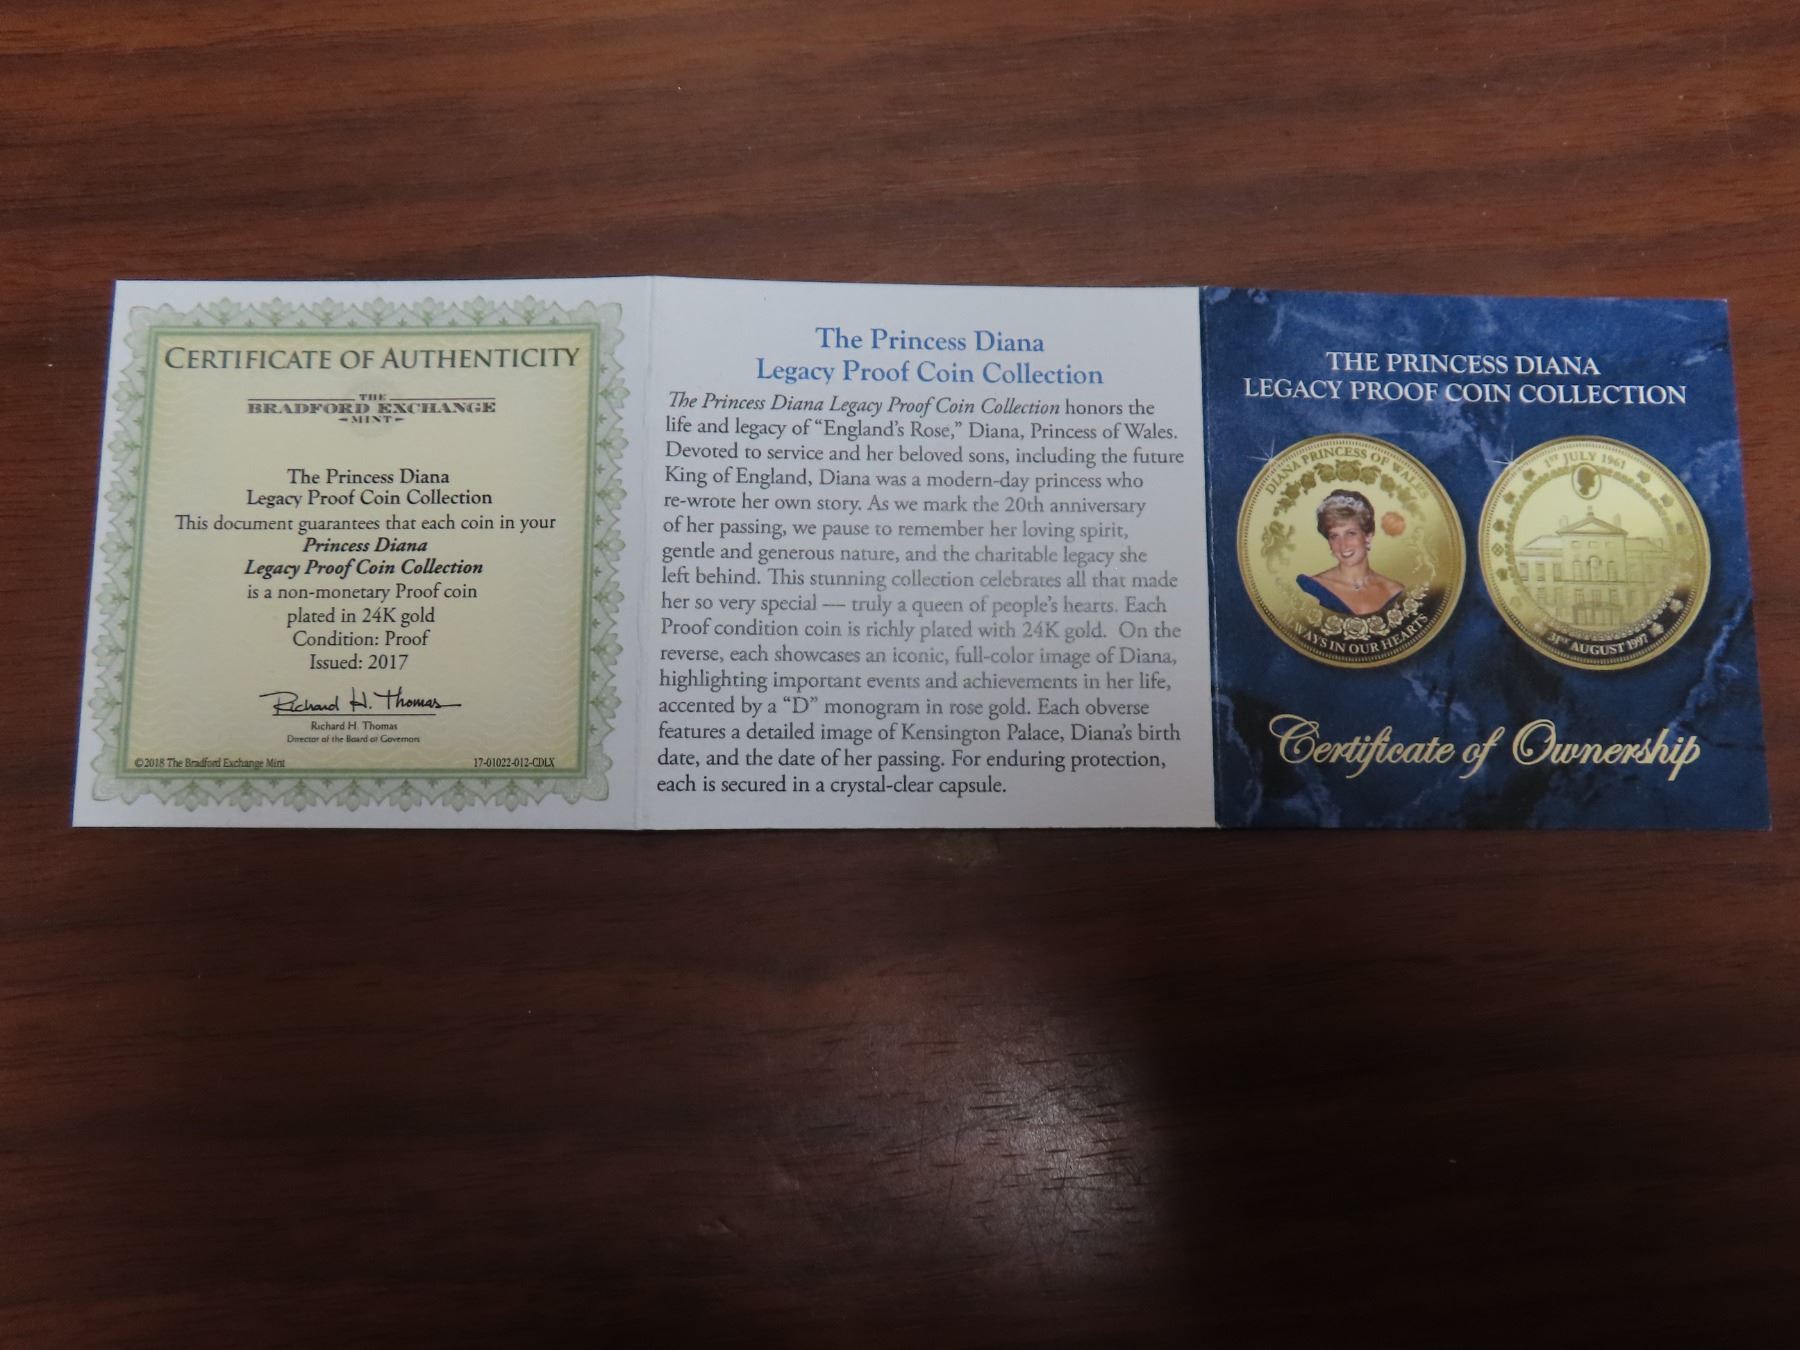 CERTIFICATE OF AUTHENTICITY
THE
BRADFORD EXCHANGE
MINT
The Princess Diana
Legacy Proof Coin Collection
This document guarantees that each coin in your
Princess Diana
Legacy Proof Coin Collection
is a non-monetary Proof coin
plated in 24K gold
Condition: Proof
Issued: 2017
Richard H. Thomas
Richard H. Thomas
Director of the Board of Governors
©2018 The Bradford Exchange Mint
17-01022-012-CDLX
The Princess Diana
Legacy Proof Coin Collection
The Princess Diana Legacy Proof Coin Collection honors the
life and legacy of “England’s Rose,” Diana, Princess of Wales.
Devoted to service and her beloved sons, including the future
King of England, Diana was a modern-day princess who
re-wrote her own story. As we mark the 20th anniversary
of her passing, we pause to remember her loving spirit,
gentle and generous nature, and the charitable legacy she
left behind. This stunning collection celebrates all that made
her so very special — truly a queen of people’s hearts. Each
Proof condition coin is richly plated with 24K gold. On the
reverse, each showcases an iconic, full-color image of Diana,
highlighting important events and achievements in her life,
accented by a “D” monogram in rose gold. Each obverse
features a detailed image of Kensington Palace, Diana’s birth
date, and the date of her passing. For enduring protection,
each is secured in a crystal-clear capsule.
THE PRINCESS DIANA
LEGACY PROOF COIN COLLECTION
DIANA PRINCESS OF WALES
WAYS IN OUR HEARTS
1ST JULY 1961
31ST AUGUST 1997
Certificate of Ownership